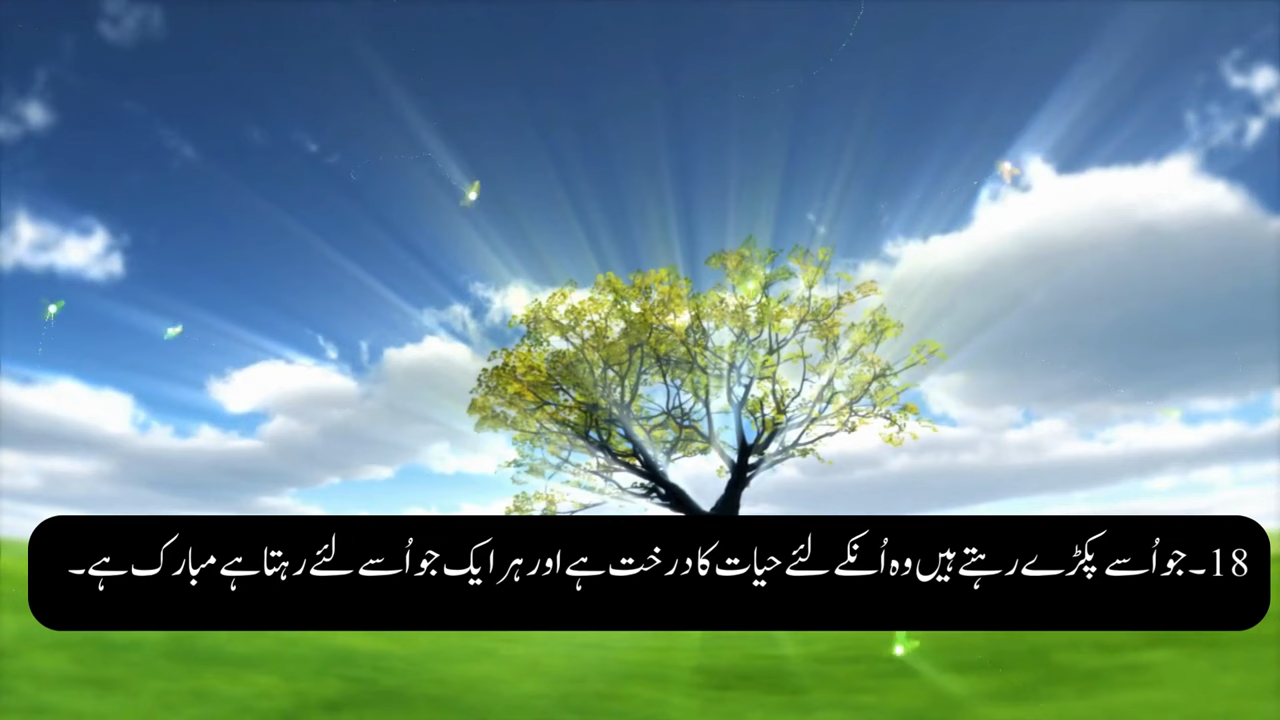 18۔جو اُسے پکڑے رہتے ہیں وہ اُنکے لئے حیات کا درخت ہے اور ہر ایک جو اُسے لئے رہتا ہے مبارک ہے۔